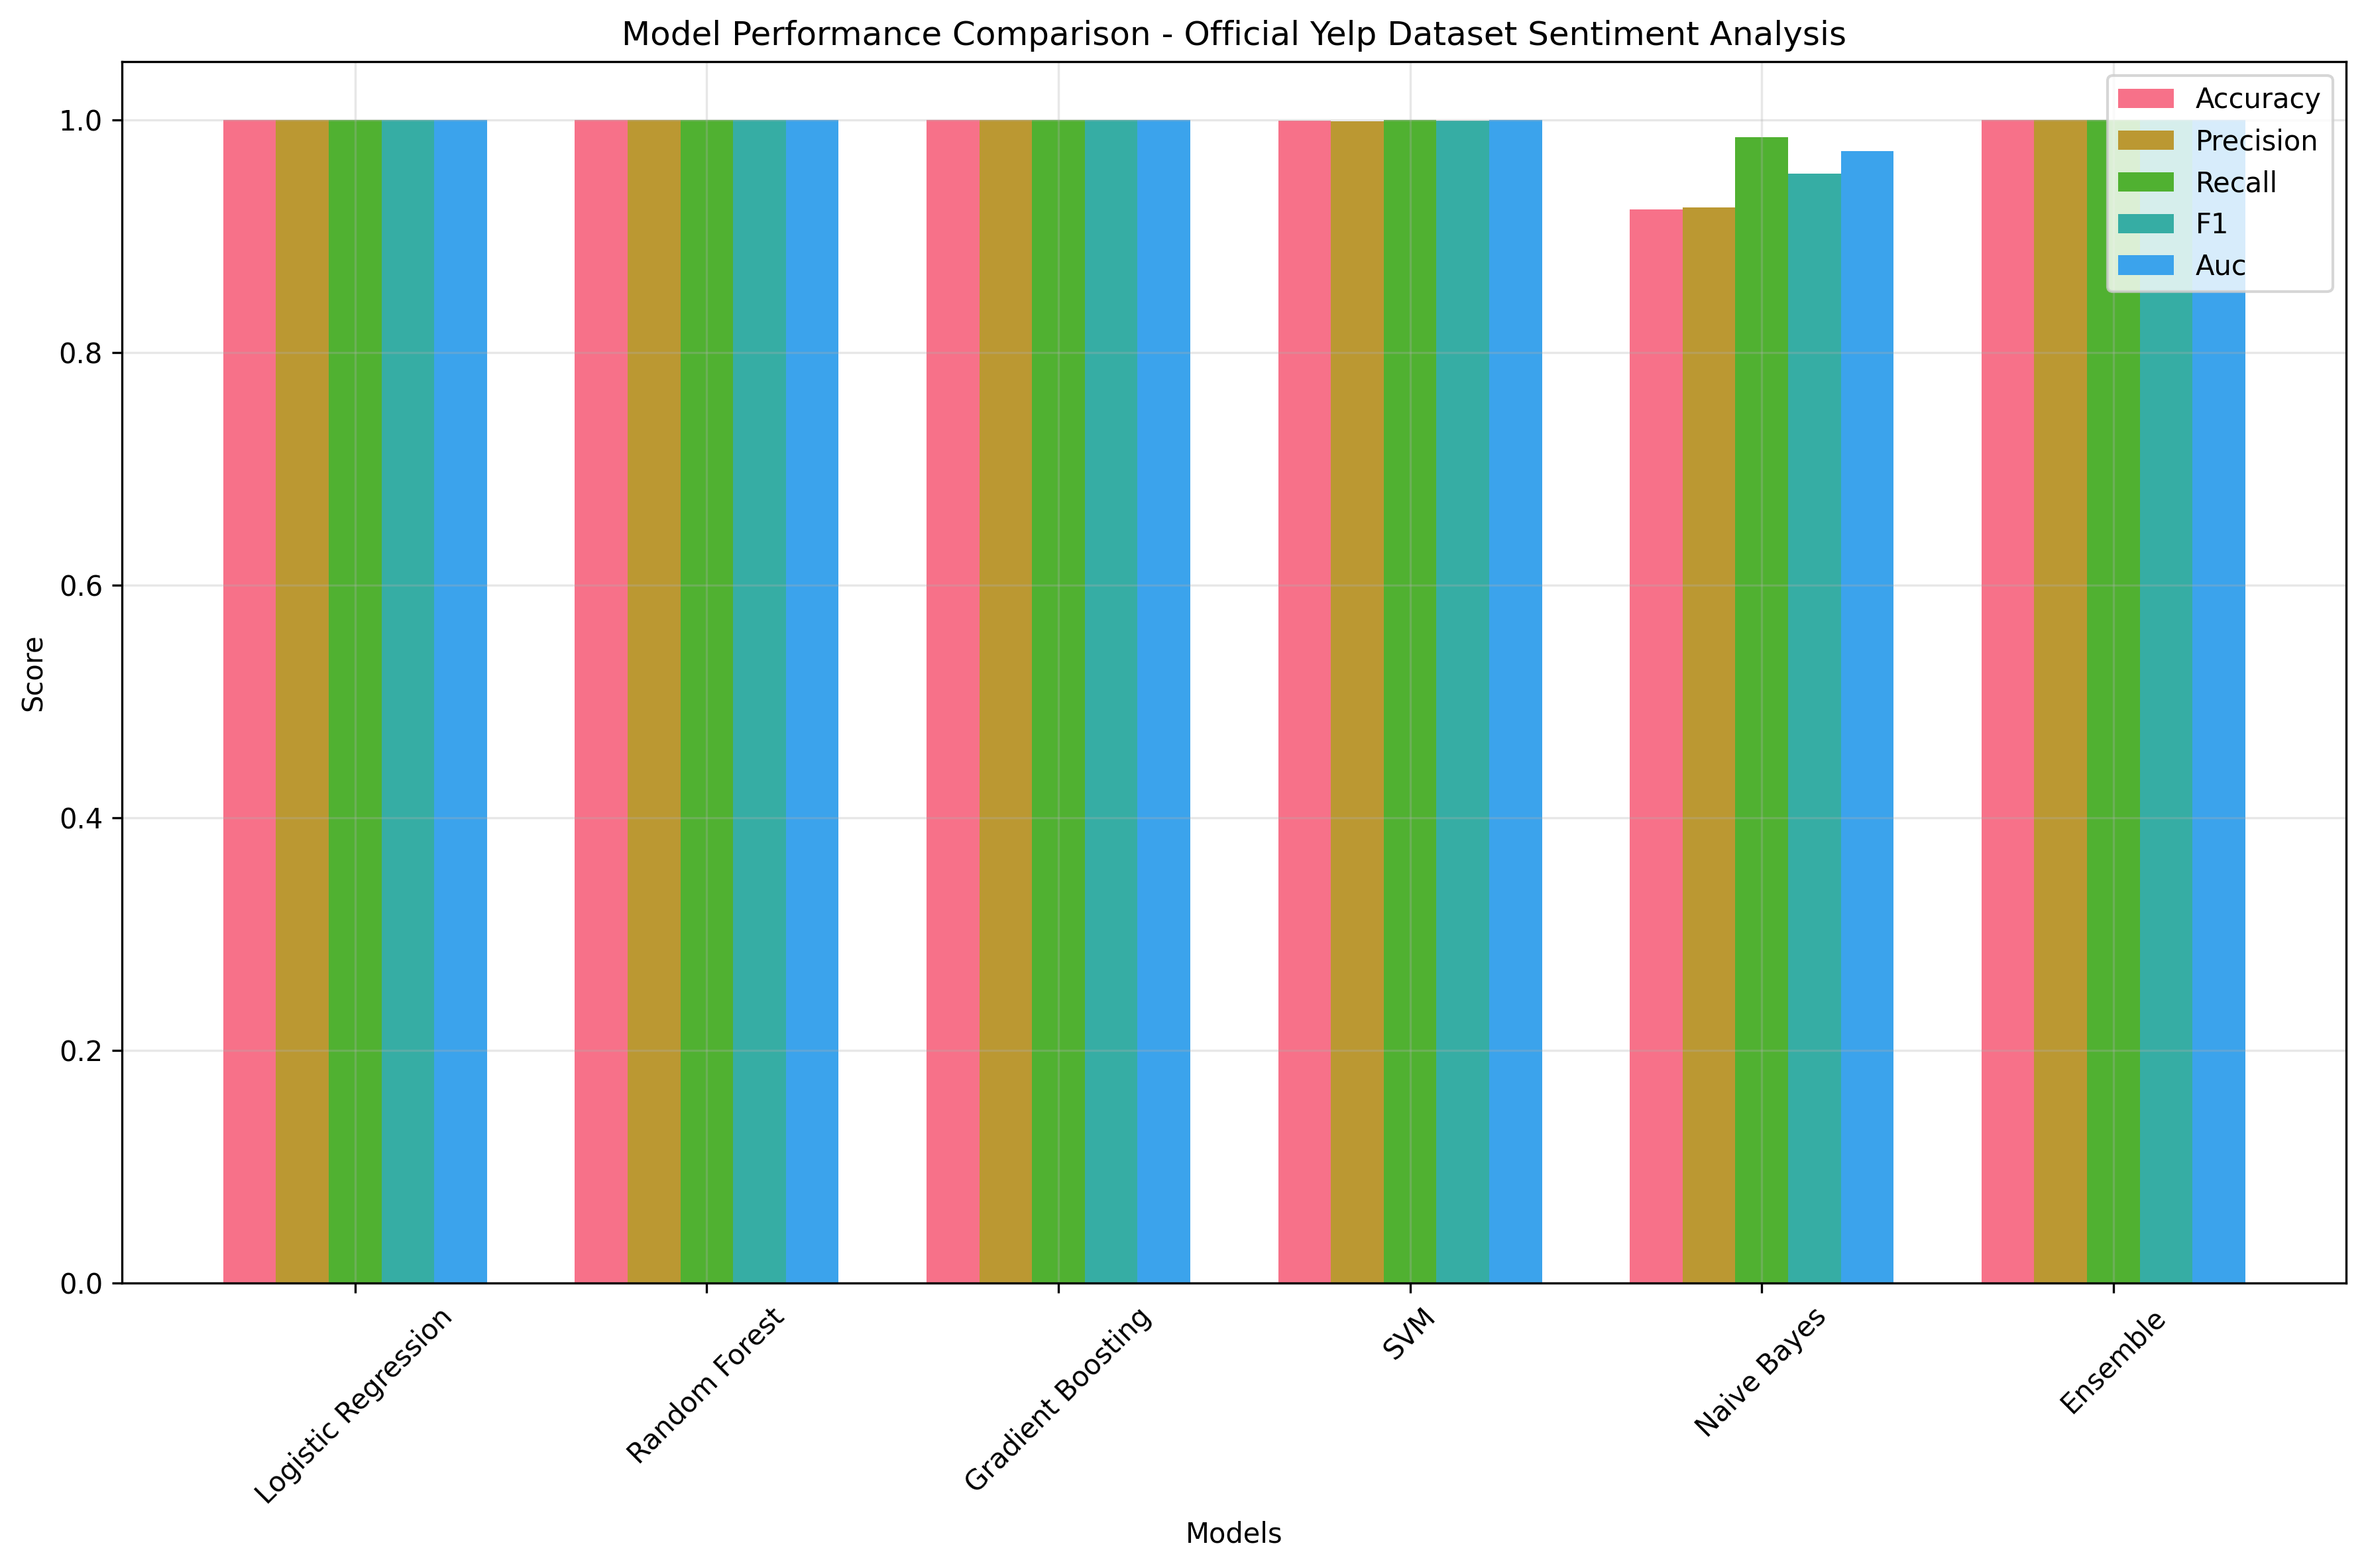 Model Performance Comparison - Official Yelp Dataset Sentiment Analysis
Accuracy
Precision
Recall
F1
Auc
Score
1.0
0.8
0.6
0.4
0.2
0.0
Logistic Regression
Random Forest
Gradient Boosting
SVM
Naive Bayes
Ensemble
Models